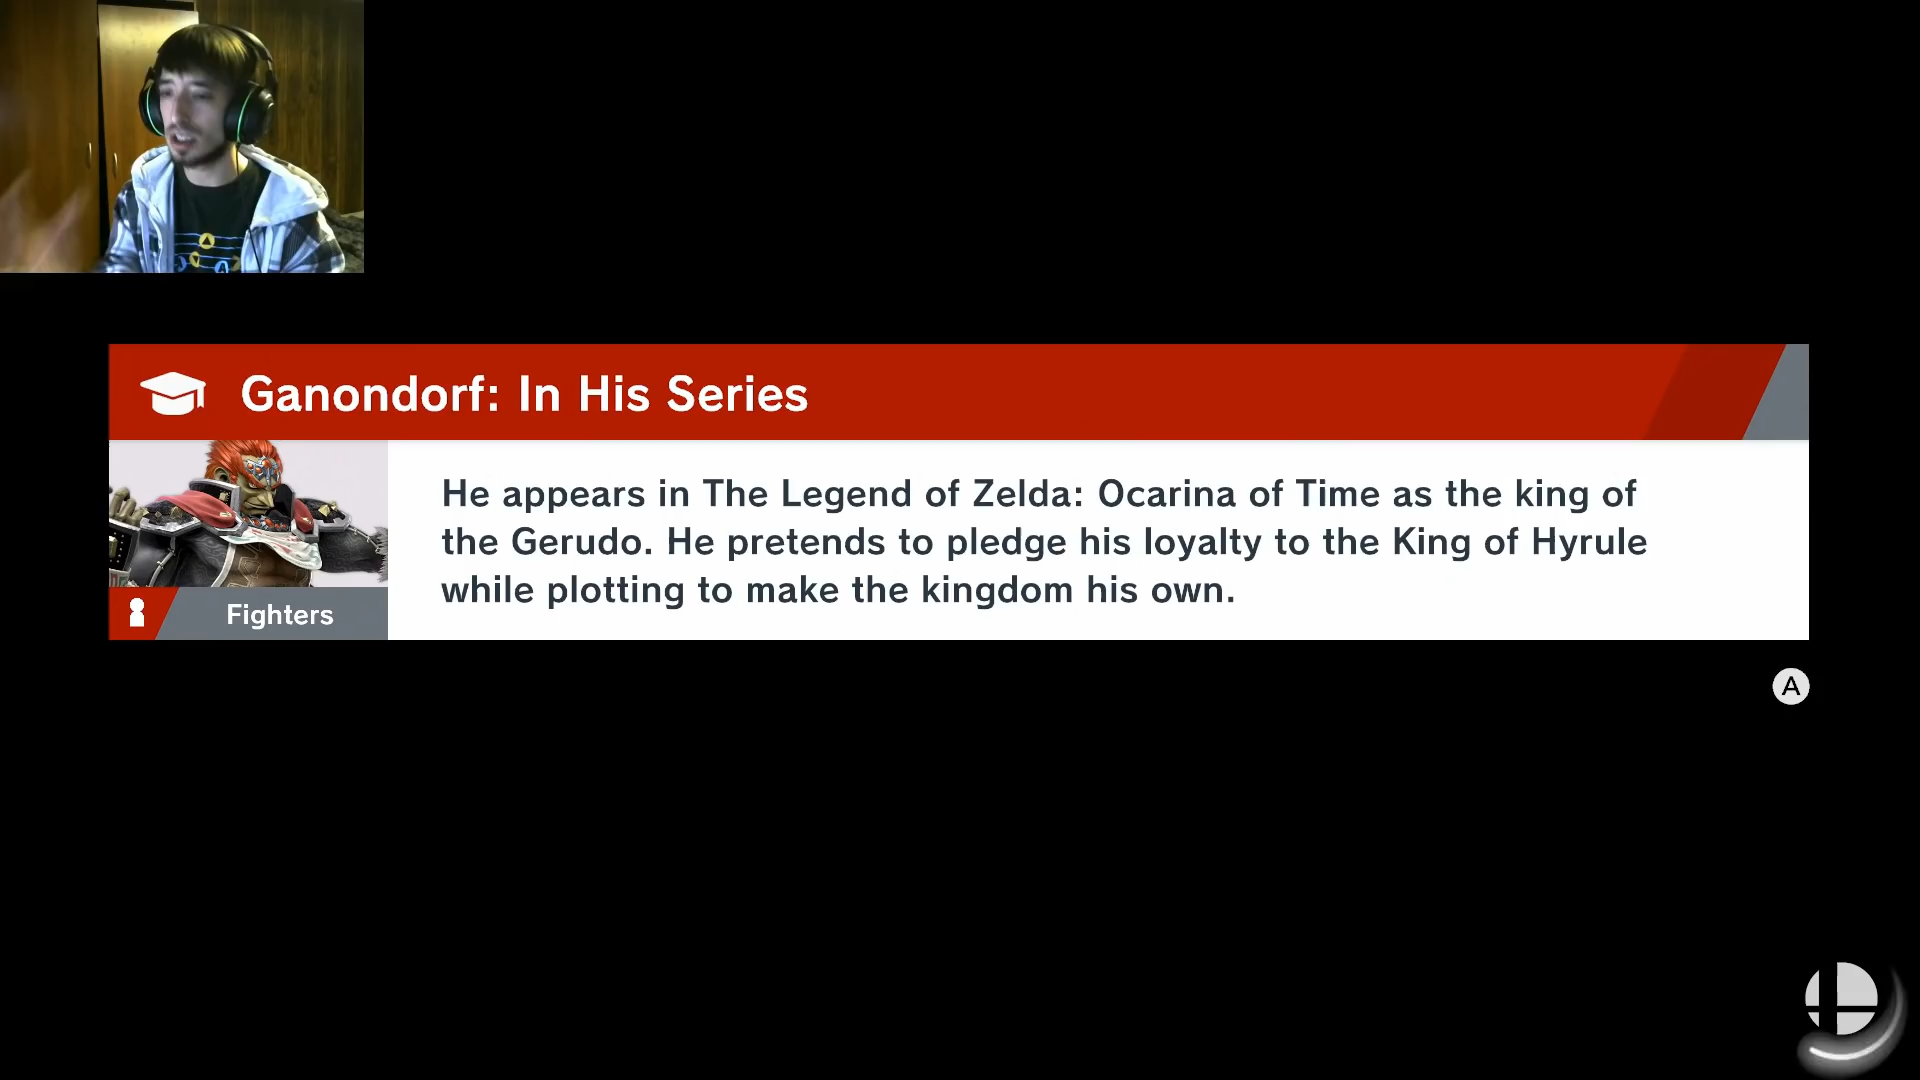 Ganondorf: In His Series
He appears in The Legend of Zelda: Ocarina of Time as the king of
the Gerudo. He pretends to pledge his loyalty to the King of Hyrule
while plotting to make the kingdom his own.
Fighters
A